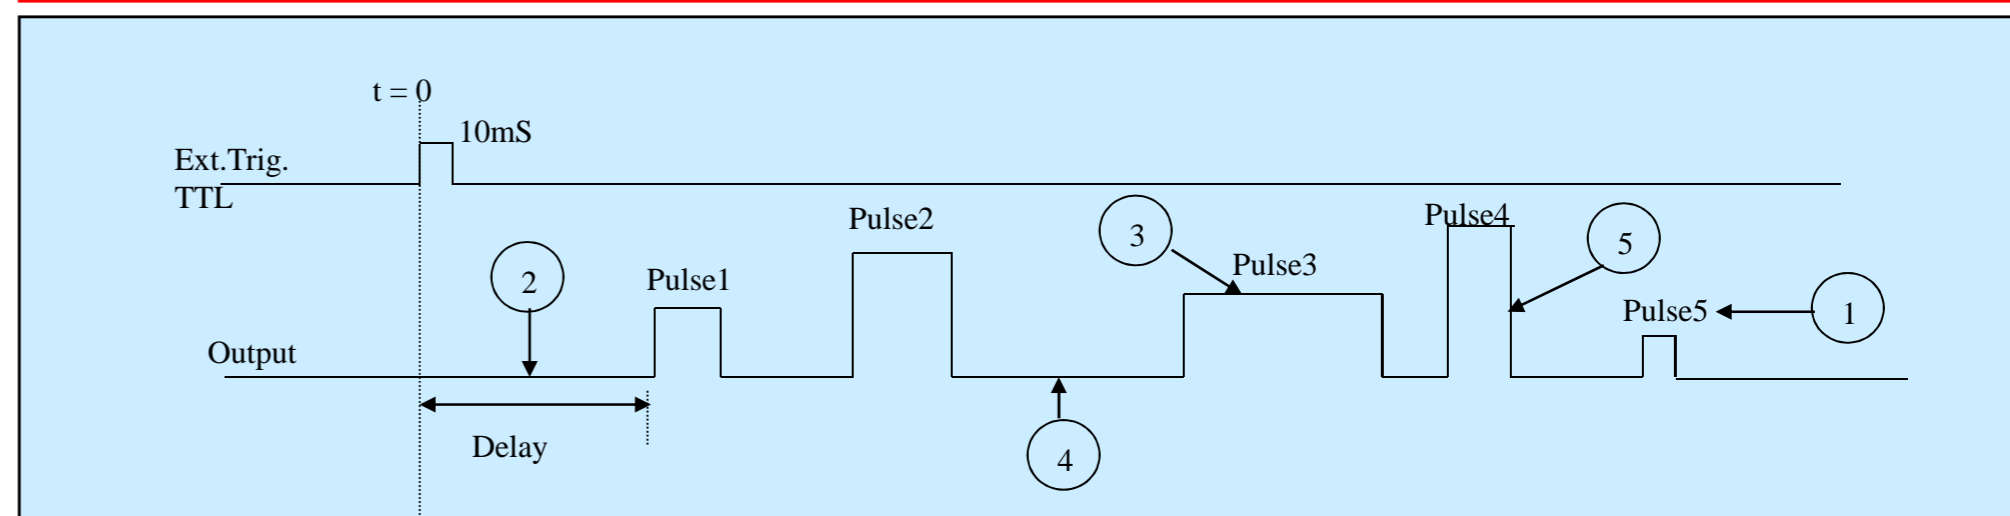 t = 0
10mS
Ext.Trig.
TTL
Pulse2
3
Pulse4
5
2
Pulse1
Pulse3
Pulse5
1
Output
Delay
4